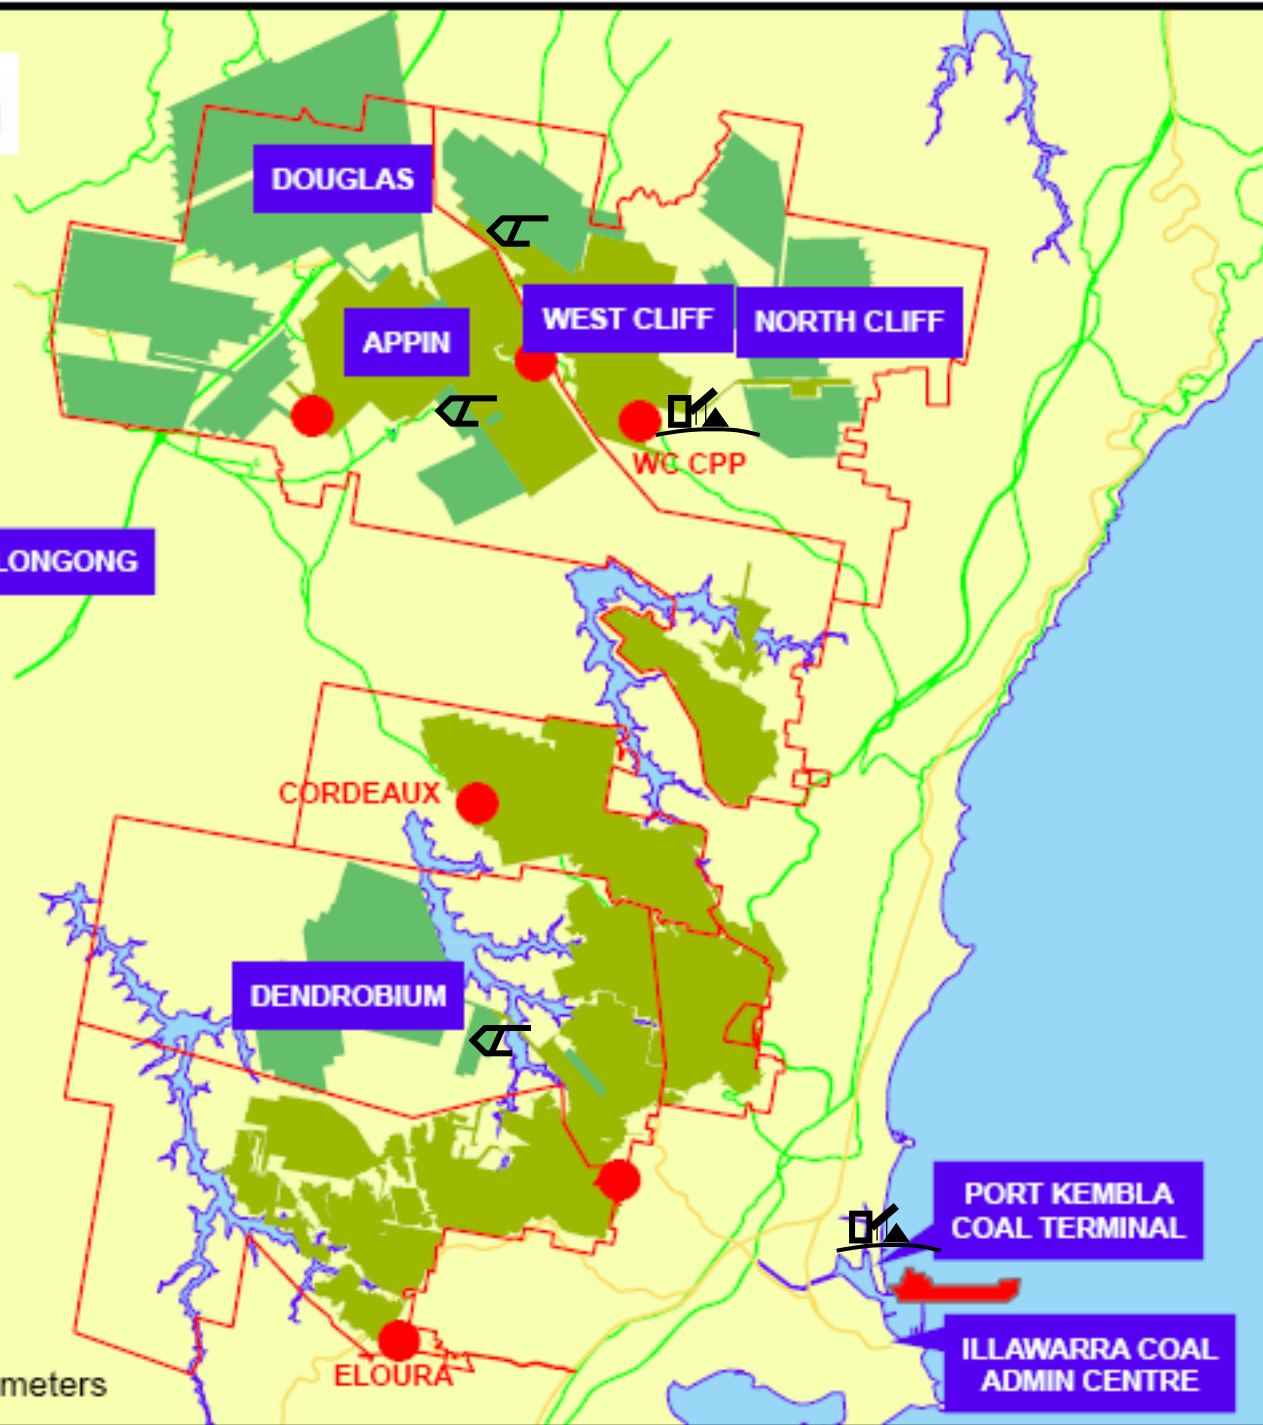 DOUGLAS
WEST CLIFF
NORTH CLIFF
APPIN
WC CPP
LONGONG
CORDEAUX
DENDROBIUM
PORT KEMBLA
COAL TERMINAL
ILLAWARRA COAL
ADMIN CENTRE
ELOURA
meters